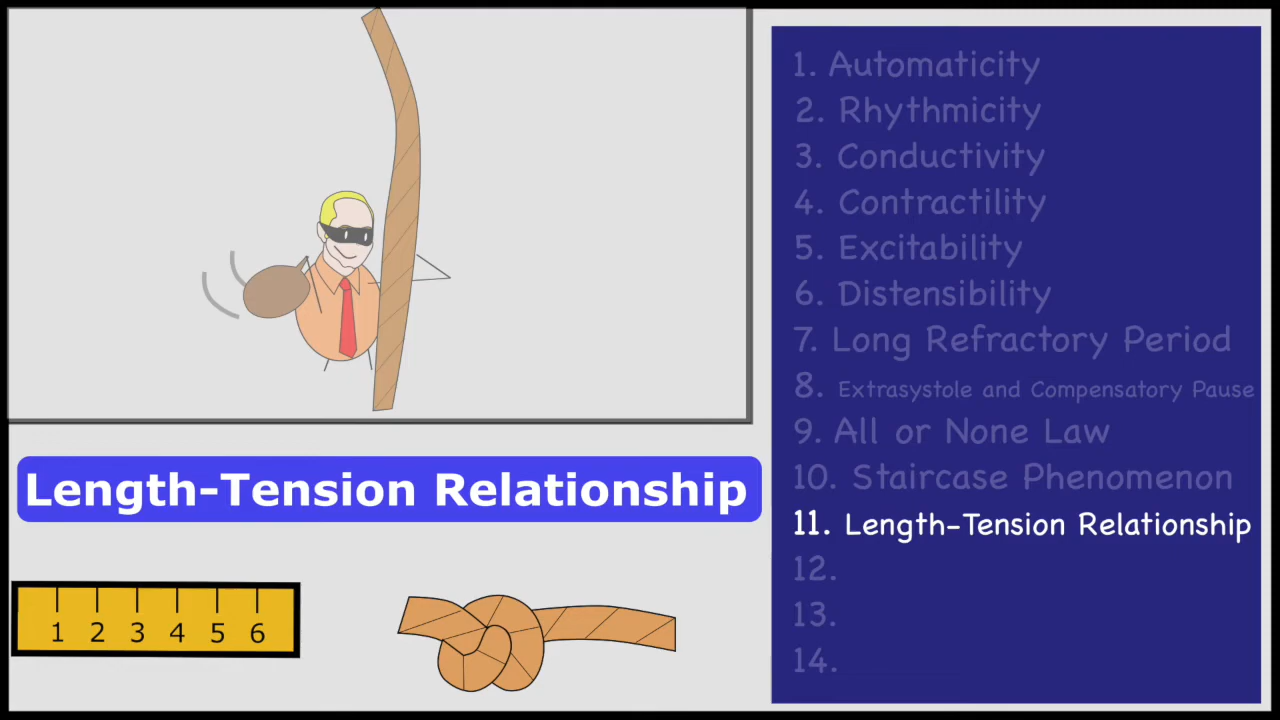 Length-Tension Relationship
1 2 3 4 5 6
1. Automaticity
2. Rhythmicity
3. Conductivity
4. Contractility
5. Excitability
6. Distensibility
7. Long Refractory Period
8. Extrasystole and Compensatory Pause
9. All or None Law
10. Staircase Phenomenon
11. Length-Tension Relationship
12.
13.
14.